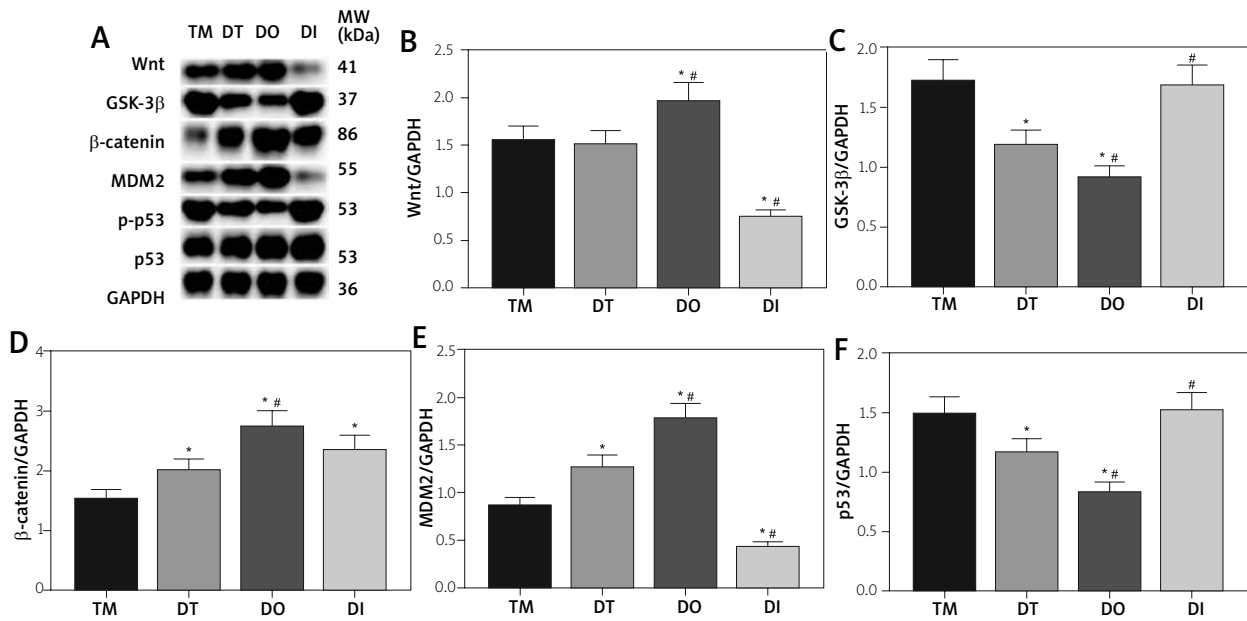 A
TM DT DO DI
MW
(kDa)
Wnt
41
GSK-3β
37
β-catenin
86
MDM2
55
p-p53
53
p53
53
GAPDH
36
B
Wnt/GAPDH
2.5
2.0
1.5
1.0
0.5
0.0
* #
* #
TM DT DO DI
C
GSK-3β/GAPDH
2.0
1.5
1.0
0.5
0.0
*
* #
#
TM DT DO DI
D
β-catenin/GAPDH
4
3
2
1
0
*
* #
*
TM DT DO DI
E
MDM2/GAPDH
2.5
2.0
1.5
1.0
0.5
0.0
*
* #
* #
TM DT DO DI
F
p53/GAPDH
2.0
1.5
1.0
0.5
0.0
*
* #
#
TM DT DO DI